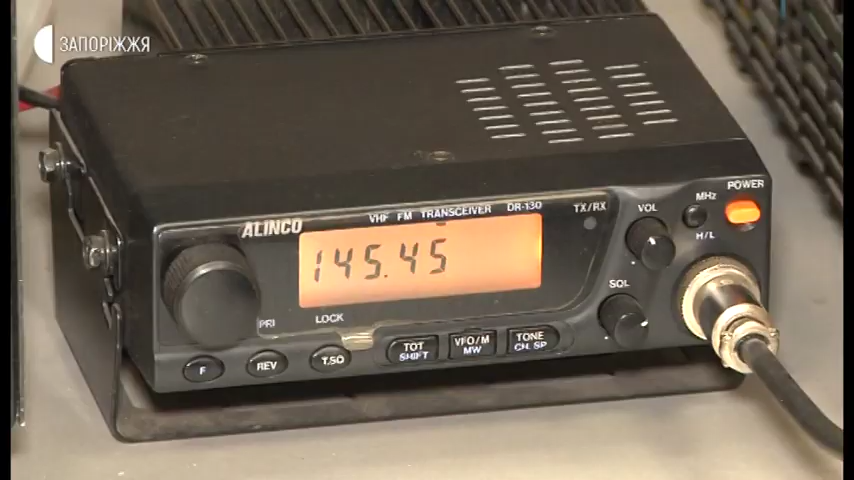 ЗАПОРІЖЖЯ
ALINCO
VHF FM TRANSCEIVER DR-130
TX/RX
VOL
MHz
POWER
H/L
145.45
SQL
PRI
LOCK
F
REV
T.SQ
TOT
SHIFT
VFO/M
MW
TONE
CH. SP